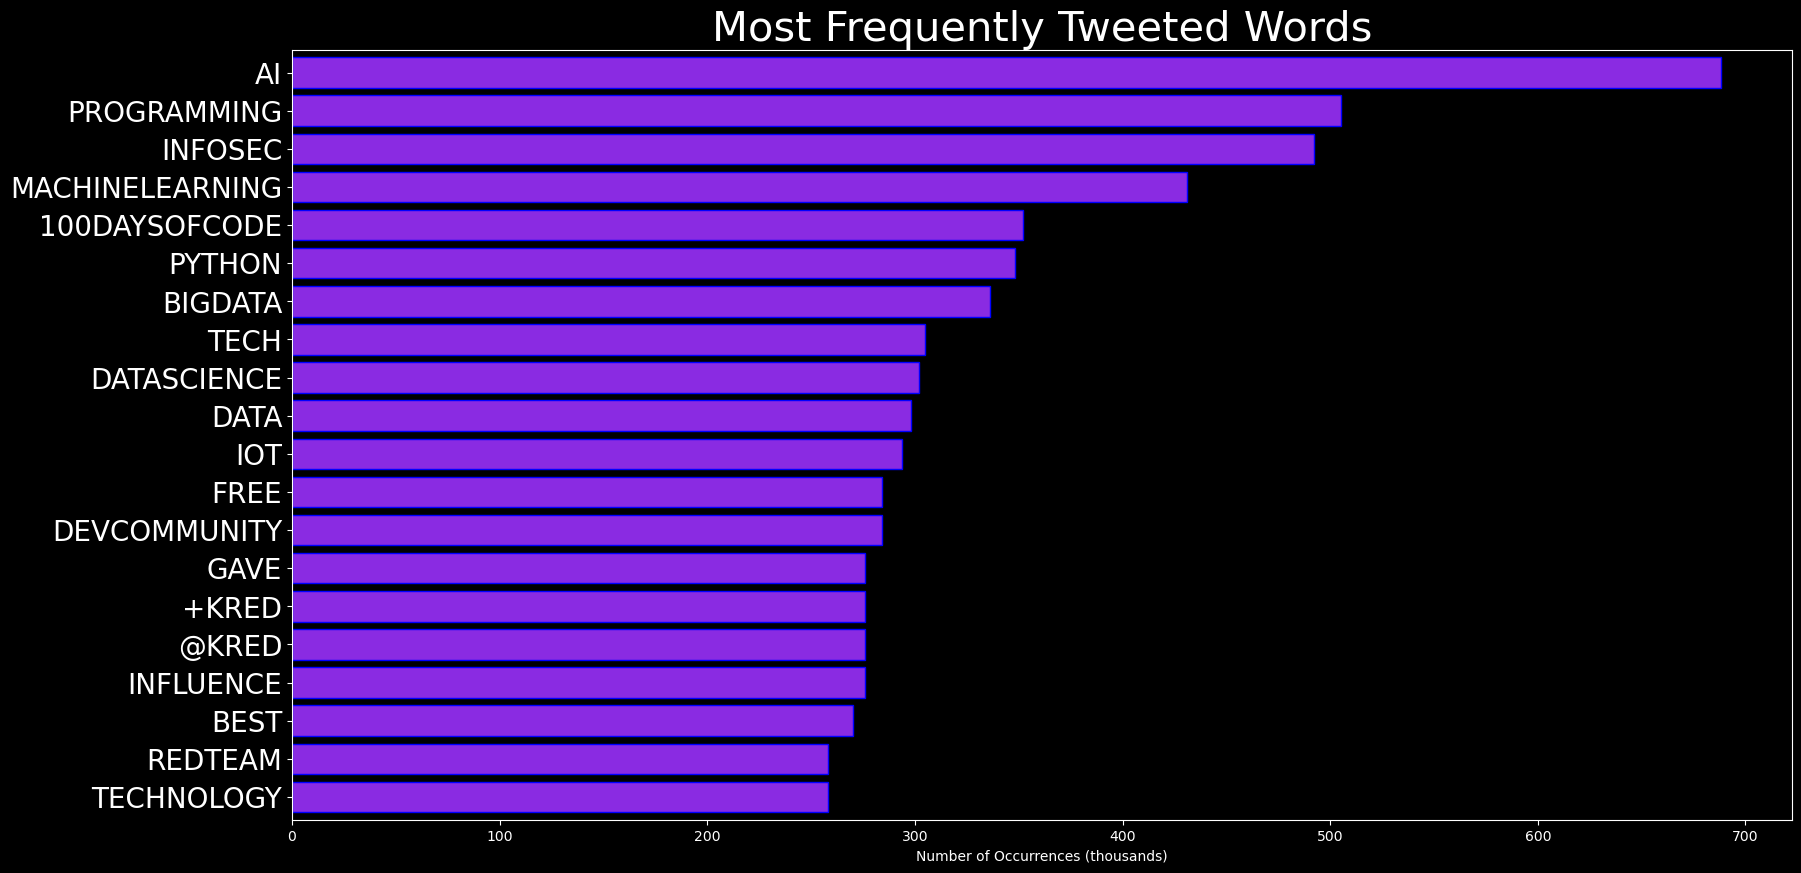 Most Frequently Tweeted Words
AI
PROGRAMMING
INFOSEC
MACHINELEARNING
100DAYSOFCODE
PYTHON
BIGDATA
TECH
DATASCIENCE
DATA
IOT
FREE
DEVCOMMUNITY
GAVE
+KRED
@KRED
INFLUENCE
BEST
REDTEAM
TECHNOLOGY
0 100 200 300 400 500 600 700
Number of Occurrences (thousands)